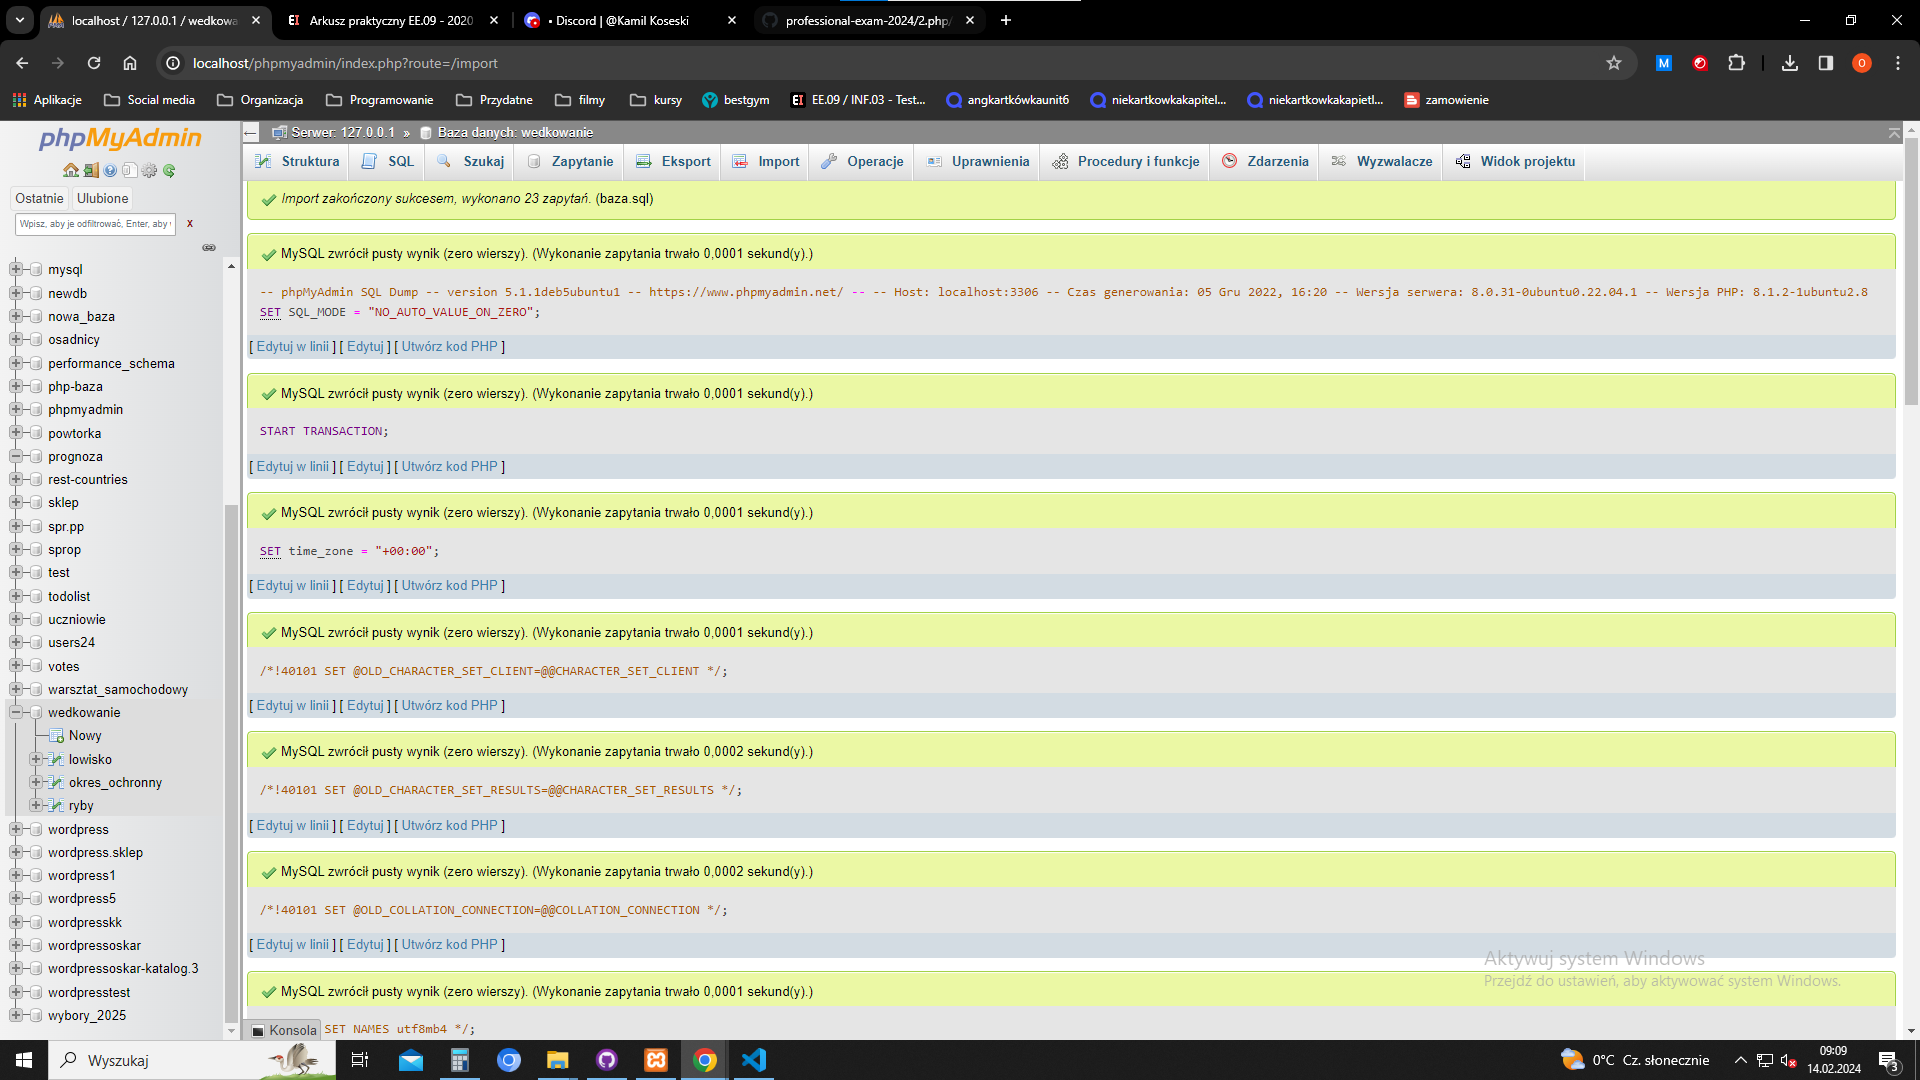 localhost / 127.0.0.1 / wedkowa
Arkusz praktyczny EE.09 - 2020
• Discord | @Kamil Koseski
professional-exam-2024/2.php/
localhost/phpmyadmin/index.php?route=/import
Aplikacje
Social media
Organizacja
Programowanie
Przydatne
filmy
kursy
bestgym
EE.09 / INF.03 - Test...
angkartkówkaunit6
niekartkowkakapitel...
niekartkowkakapietl...
zamowienie
phpMyAdmin
Ostatnie
Ulubione
Wpisz, aby je odfiltrować, Enter, aby
X
mysql
newdb
nowa_baza
osadnicy
performance_schema
php-baza
phpmyadmin
powtorka
prognoza
rest-countries
sklep
spr.pp
sprop
test
todolist
uczniowie
users24
votes
warsztat_samochodowy
wedkowanie
Nowy
lowisko
okres_ochronny
ryby
wordpress
wordpress.sklep
wordpress1
wordpress5
wordpresskk
wordpressoskar
wordpressoskar-katalog.3
wordpresstest
wybory_2025
Serwer: 127.0.0.1 » Baza danych: wedkowanie
Struktura
SQL
Szukaj
Zapytanie
Eksport
Import
Operacje
Uprawnienia
Procedury i funkcje
Zdarzenia
Wyzwalacze
Widok projektu
Import zakończony sukcesem, wykonano 23 zapytań. (baza.sql)
MySQL zwrócił pusty wynik (zero wierszy). (Wykonanie zapytania trwało 0,0001 sekund(y).)
-- phpMyAdmin SQL Dump -- version 5.1.1deb5ubuntu1 -- https://www.phpmyadmin.net/ -- -- Host: localhost:3306 -- Czas generowania: 05 Gru 2022, 16:20 -- Wersja serwera: 8.0.31-0ubuntu0.22.04.1 -- Wersja PHP: 8.1.2-1ubuntu2.8
SET SQL_MODE = "NO_AUTO_VALUE_ON_ZERO";
[ Edytuj w linii ] [ Edytuj ] [ Utwórz kod PHP ]
MySQL zwrócił pusty wynik (zero wierszy). (Wykonanie zapytania trwało 0,0001 sekund(y).)
START TRANSACTION;
[ Edytuj w linii ] [ Edytuj ] [ Utwórz kod PHP ]
MySQL zwrócił pusty wynik (zero wierszy). (Wykonanie zapytania trwało 0,0001 sekund(y).)
SET time_zone = "+00:00";
[ Edytuj w linii ] [ Edytuj ] [ Utwórz kod PHP ]
MySQL zwrócił pusty wynik (zero wierszy). (Wykonanie zapytania trwało 0,0001 sekund(y).)
/*!40101 SET @OLD_CHARACTER_SET_CLIENT=@@CHARACTER_SET_CLIENT */;
[ Edytuj w linii ] [ Edytuj ] [ Utwórz kod PHP ]
MySQL zwrócił pusty wynik (zero wierszy). (Wykonanie zapytania trwało 0,0002 sekund(y).)
/*!40101 SET @OLD_CHARACTER_SET_RESULTS=@@CHARACTER_SET_RESULTS */;
[ Edytuj w linii ] [ Edytuj ] [ Utwórz kod PHP ]
MySQL zwrócił pusty wynik (zero wierszy). (Wykonanie zapytania trwało 0,0002 sekund(y).)
/*!40101 SET @OLD_COLLATION_CONNECTION=@@COLLATION_CONNECTION */;
[ Edytuj w linii ] [ Edytuj ] [ Utwórz kod PHP ]
MySQL zwrócił pusty wynik (zero wierszy). (Wykonanie zapytania trwało 0,0001 sekund(y).)
Konsola
SET NAMES utf8mb4 */;
Aktywuj system Windows
Przejdź do ustawień, aby aktywować system Windows.
Wyszukaj
0°C Cz. słonecznie
09:09
14.02.2024
3